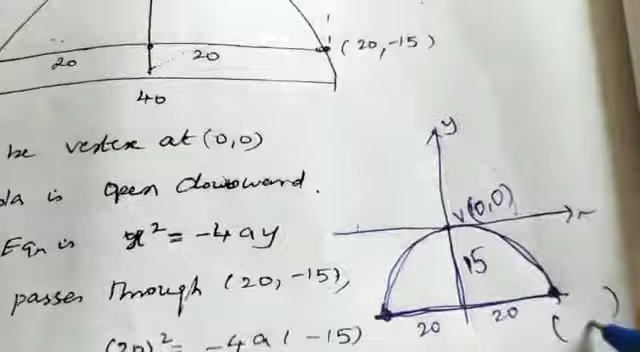 (20,-15)
20 20
40
be vertex at (0,0)
is open downward.
Eqn is x² = -4ay
passes through (20,-15),
(20)² = -4a(-15)
y
V(0,0)
x
15
20 20
( )